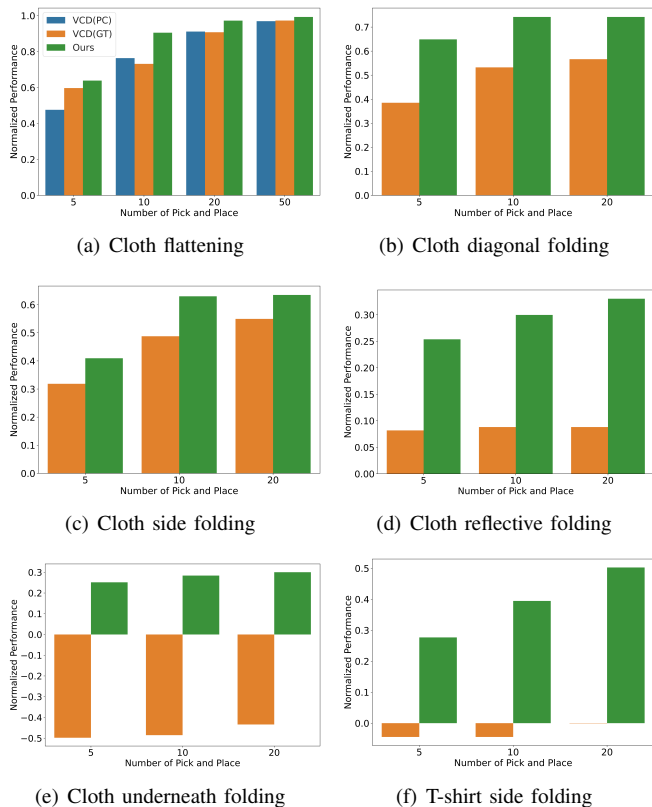 VCD(PC)
VCD(GT)
Ours
Normalized Performance
1.0
0.8
0.6
0.4
0.2
0.0
5 10 20 50
Number of Pick and Place
(a) Cloth flattening
Normalized Performance
0.7
0.6
0.5
0.4
0.3
0.2
0.1
0.0
5 10 20
Number of Pick and Place
(b) Cloth diagonal folding
Normalized Performance
0.6
0.5
0.4
0.3
0.2
0.1
0.0
5 10 20
Number of Pick and Place
(c) Cloth side folding
Normalized Performance
0.30
0.25
0.20
0.15
0.10
0.05
0.00
5 10 20
Number of Pick and Place
(d) Cloth reflective folding
Normalized Performance
0.3
0.2
0.1
0.0
−0.1
−0.2
−0.3
−0.4
−0.5
5 10 20
Number of Pick and Place
(e) Cloth underneath folding
Normalized Performance
0.5
0.4
0.3
0.2
0.1
0.0
5 10 20
Number of Pick and Place
(f) T-shirt side folding